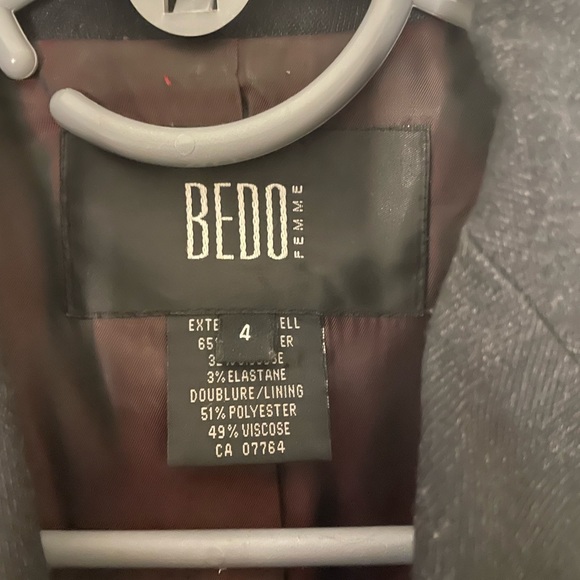 BEDO
FEMME
4
EXTE ELL
65 ER
3
3% ELASTANE
DOUBLURE/LINING
51% POLYESTER
49% VISCOSE
CA 07764